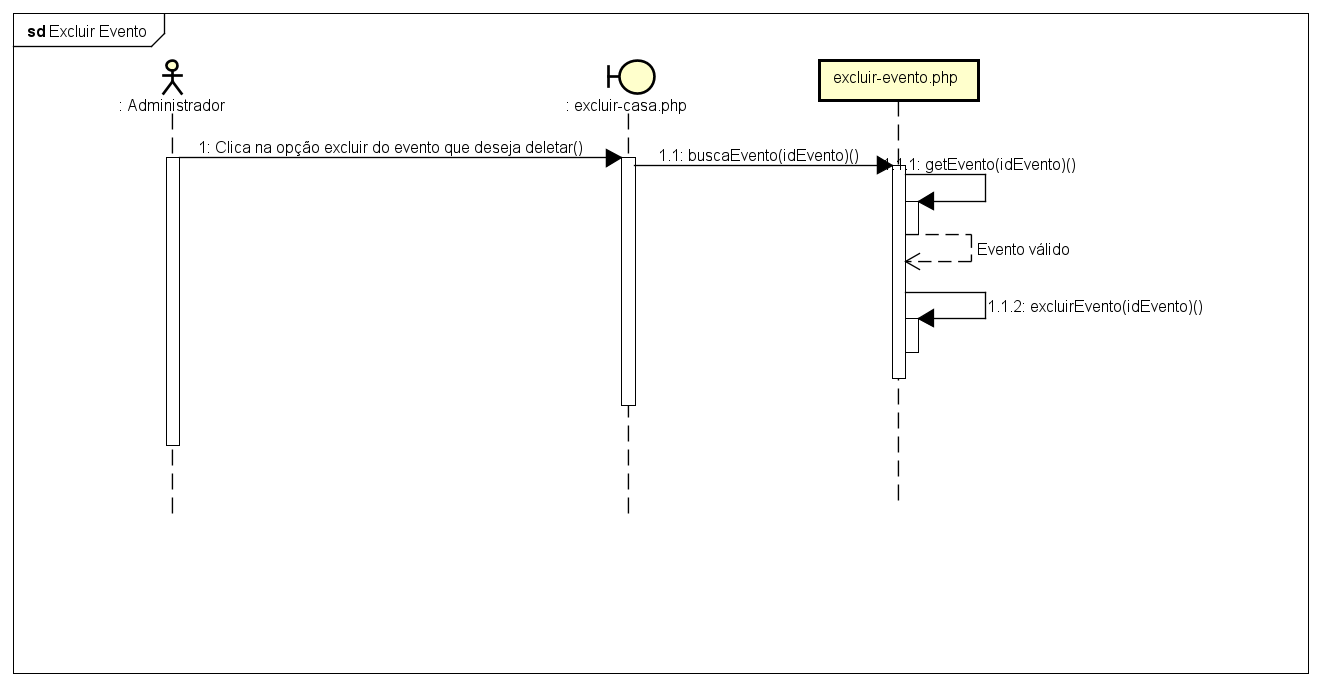 sd Excluir Evento
: Administrador
: excluir-casa.php
excluir-evento.php
1: Clica na opção excluir do evento que deseja deletar()
1.1: buscaEvento(idEvento)()
1.1.1: getEvento(idEvento)()
Evento válido
1.1.2: excluirEvento(idEvento)()